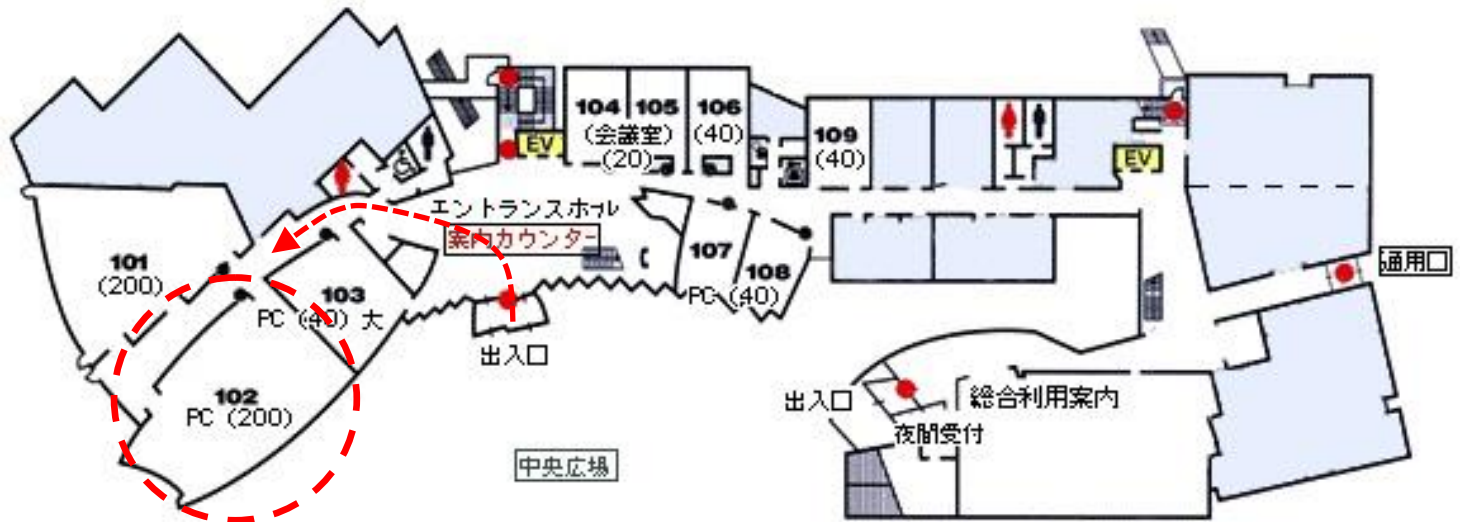 EV
104
(会議室)
(20)
105
106
(40)
109
(40)
EV
エントランスホール
案内カウンター
101
(200)
103
PC (40) 大
107
108
PC (40)
通用口
出入口
102
PC (200)
出入口
総合利用案内
夜間受付
中央広場